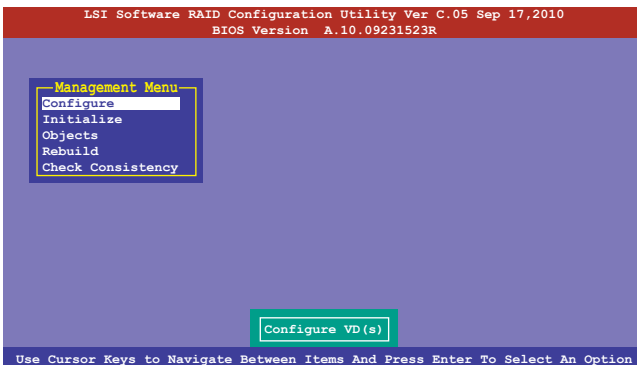 LSI Software RAID Configuration Utility Ver C.05 Sep 17,2010
BIOS Version A.10.09231523R
Management Menu
Configure
Initialize
Objects
Rebuild
Check Consistency
Configure VD(s)
Use Cursor Keys to Navigate Between Items And Press Enter To Select An Option